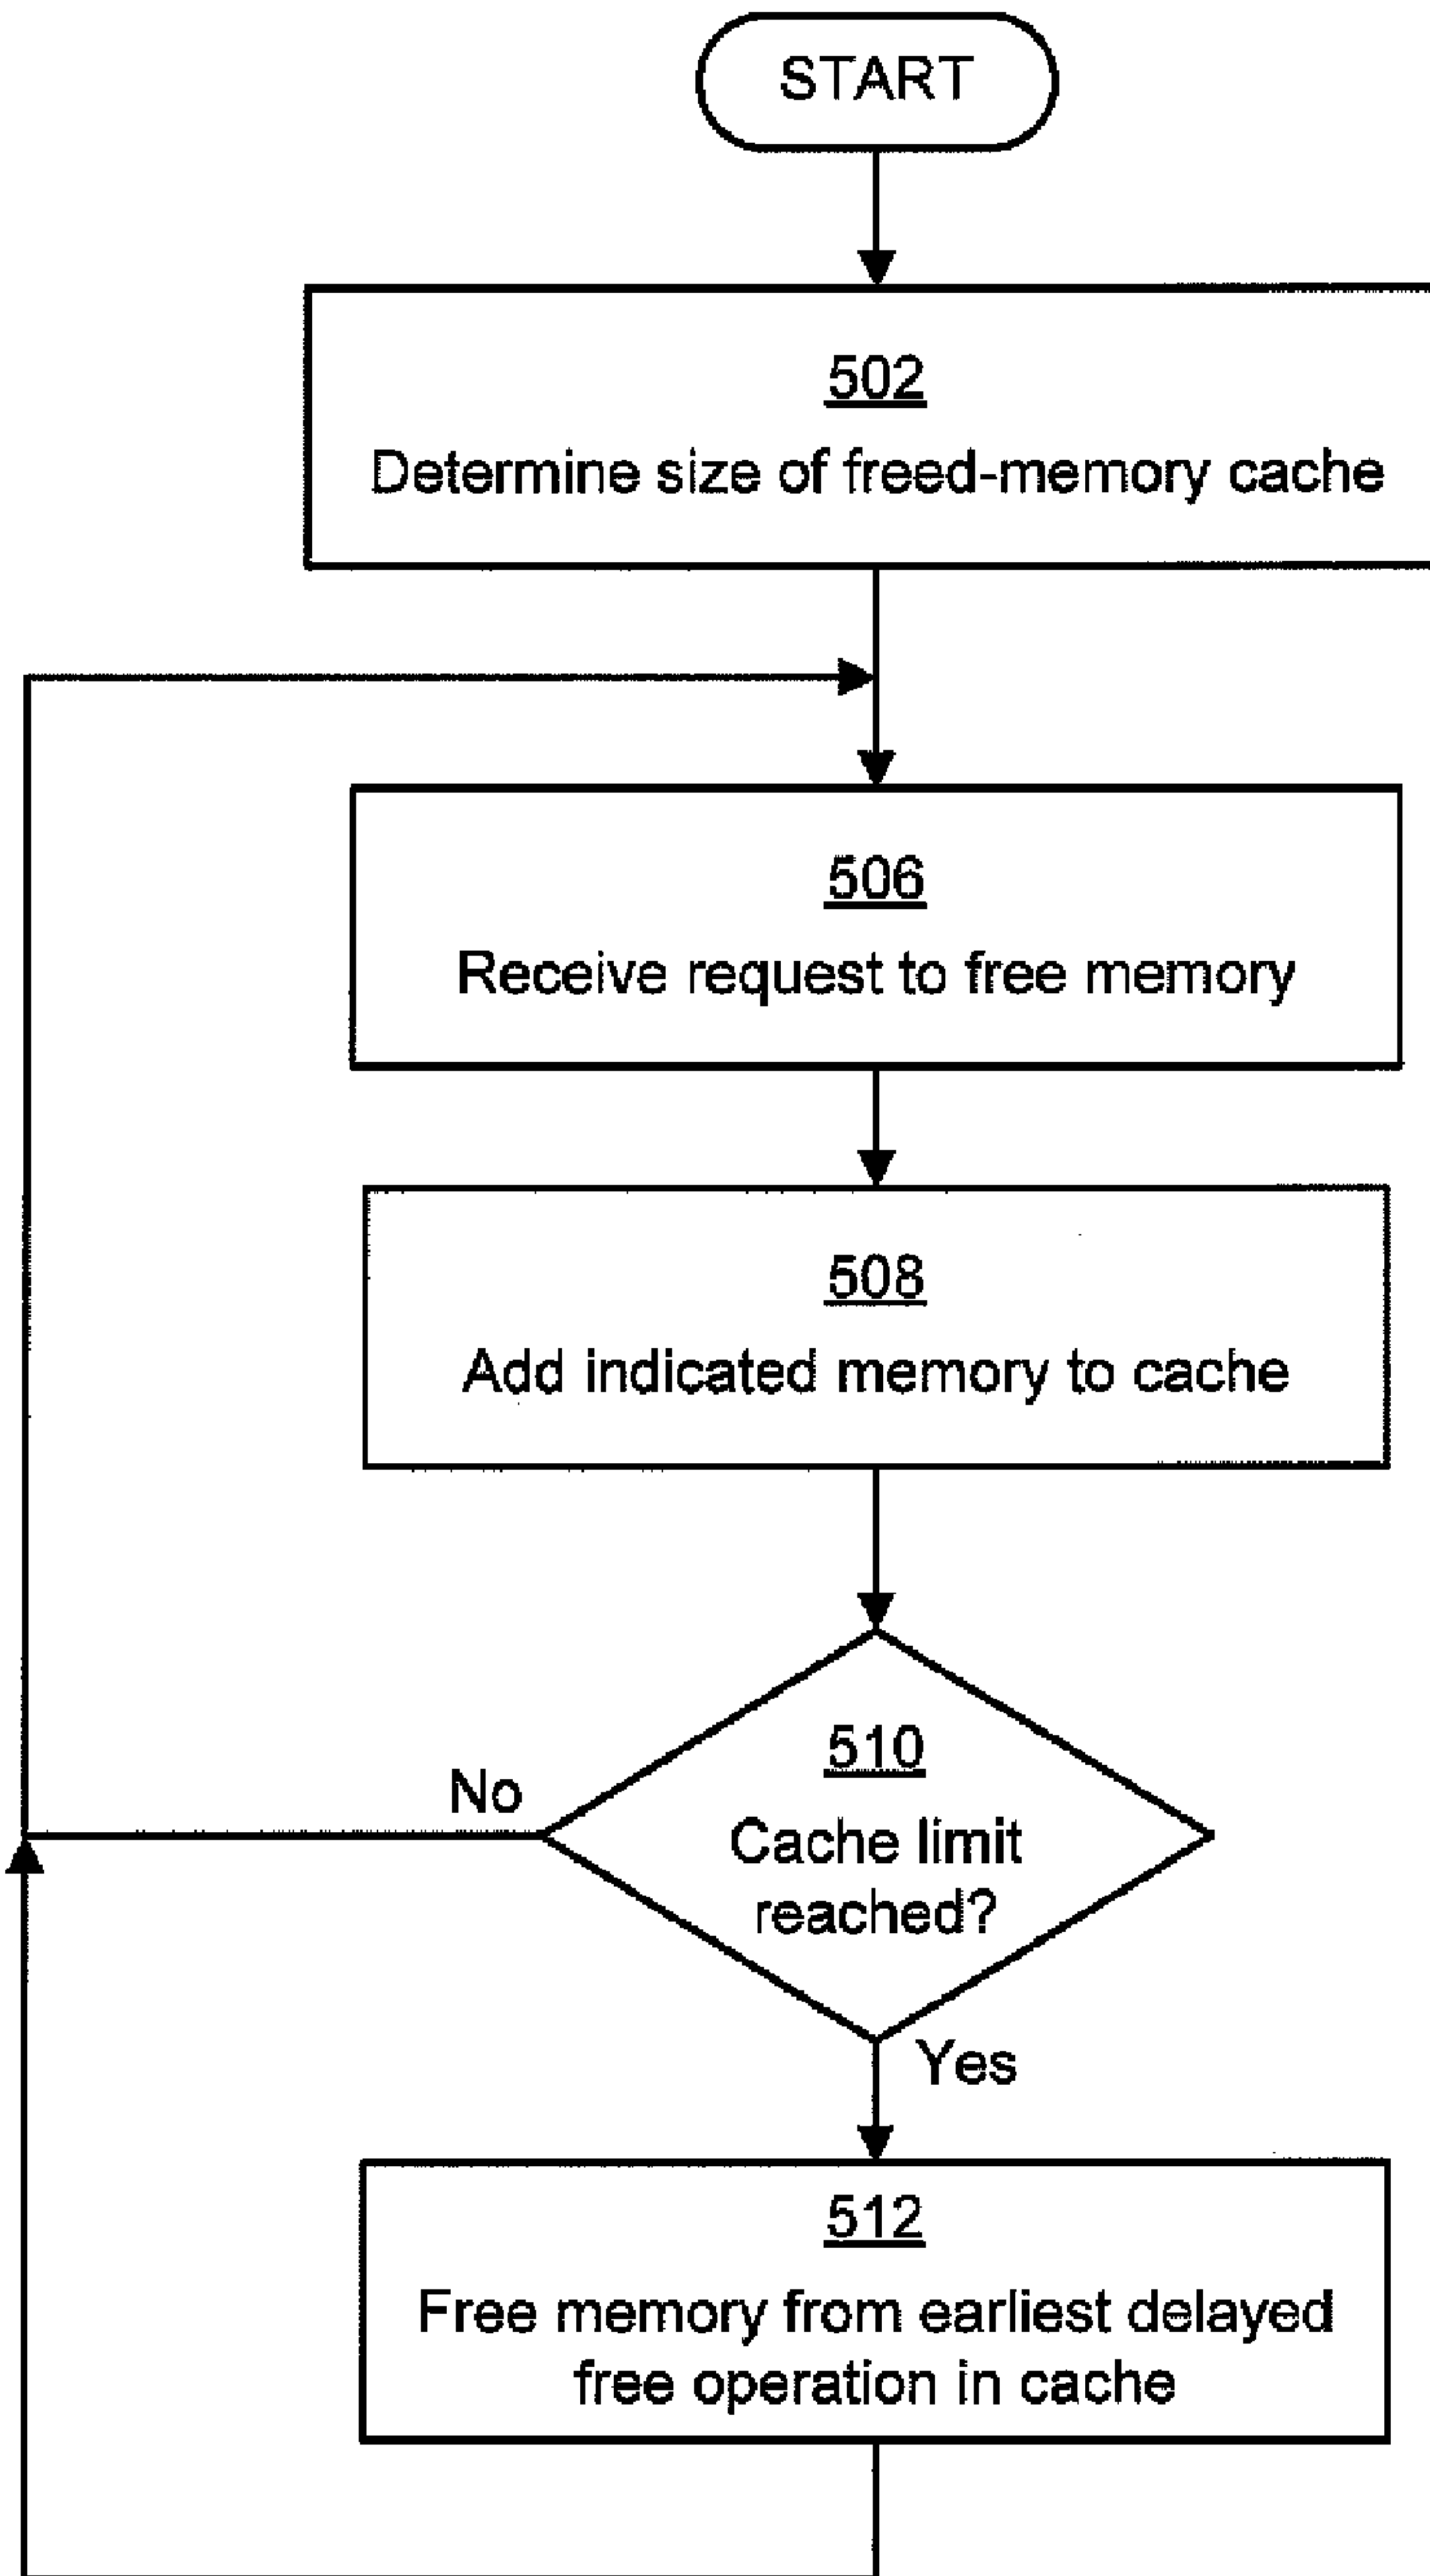 START
502
Determine size of freed-memory cache
506
Receive request to free memory
508
Add indicated memory to cache
510
No
Cache limit
reached?
Yes
512
Free memory from earliest delayed
free operation in cache